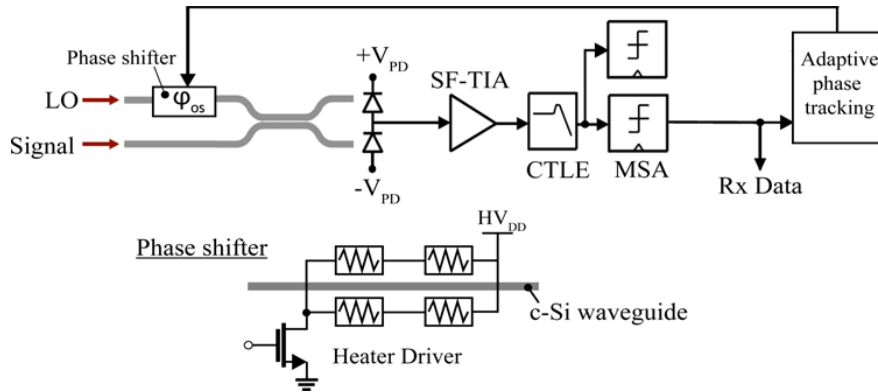 Phase shifter
LO
φos
Signal
+VPD
-VPD
SF-TIA
CTLE
MSA
Rx Data
Adaptive
phase
tracking
Phase shifter
HVDD
c-Si waveguide
Heater Driver